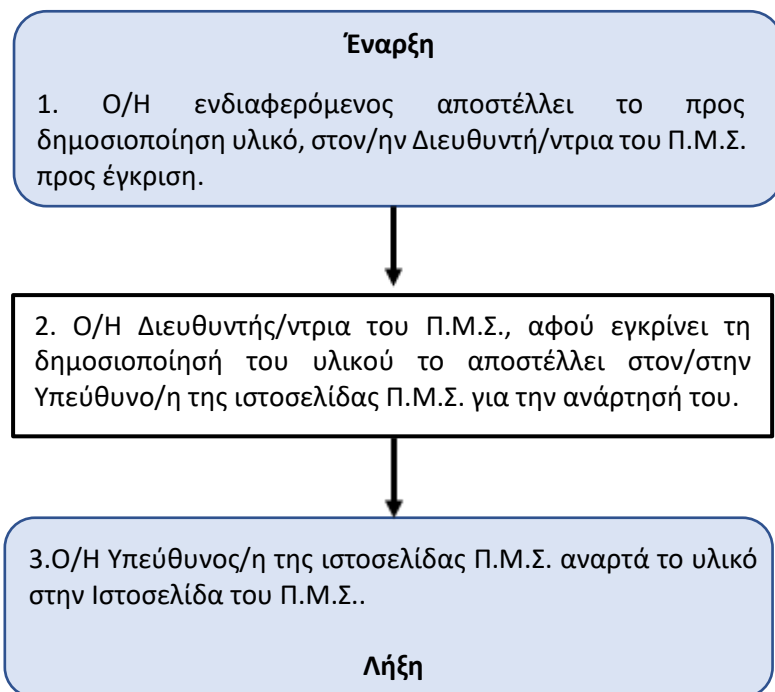 Έναρξη
1. Ο/Η ενδιαφερόμενος αποστέλλει το προς
δημοσιοποίηση υλικό, στον/ην Διευθυντή/ντρια του Π.Μ.Σ.
προς έγκριση.
2. Ο/Η Διευθυντής/ντρια του Π.Μ.Σ., αφού εγκρίνει τη
δημοσιοποίησή του υλικού το αποστέλλει στον/στην
Υπεύθυνο/η της ιστοσελίδας Π.Μ.Σ. για την ανάρτησή του.
3.Ο/Η Υπεύθυνος/η της ιστοσελίδας Π.Μ.Σ. αναρτά το υλικό
στην Ιστοσελίδα του Π.Μ.Σ..
Λήξη